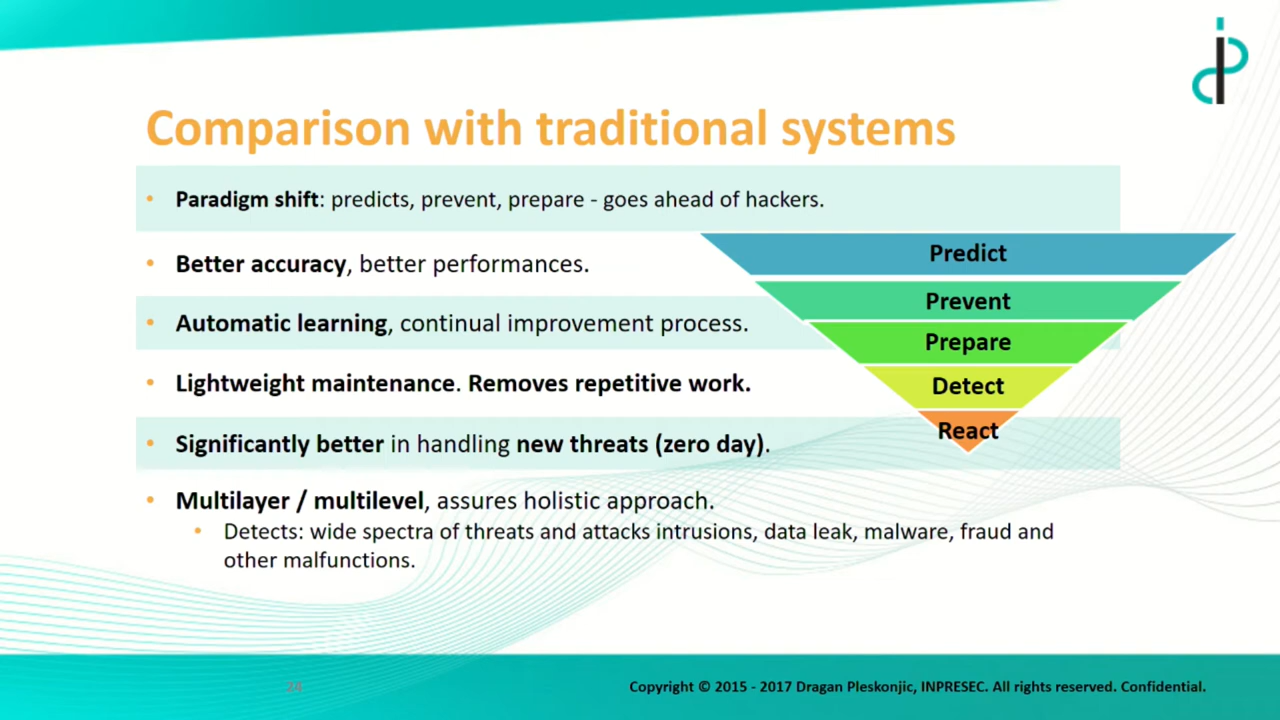 Comparison with traditional systems
• Paradigm shift: predicts, prevent, prepare - goes ahead of hackers.
• Better accuracy, better performances.
• Automatic learning, continual improvement process.
• Lightweight maintenance. Removes repetitive work.
• Significantly better in handling new threats (zero day).
• Multilayer / multilevel, assures holistic approach.
• Detects: wide spectra of threats and attacks intrusions, data leak, malware, fraud and
other malfunctions.
Predict
Prevent
Prepare
Detect
React
24
Copyright © 2015 - 2017 Dragan Pleskonjic, INPRESEC. All rights reserved. Confidential.